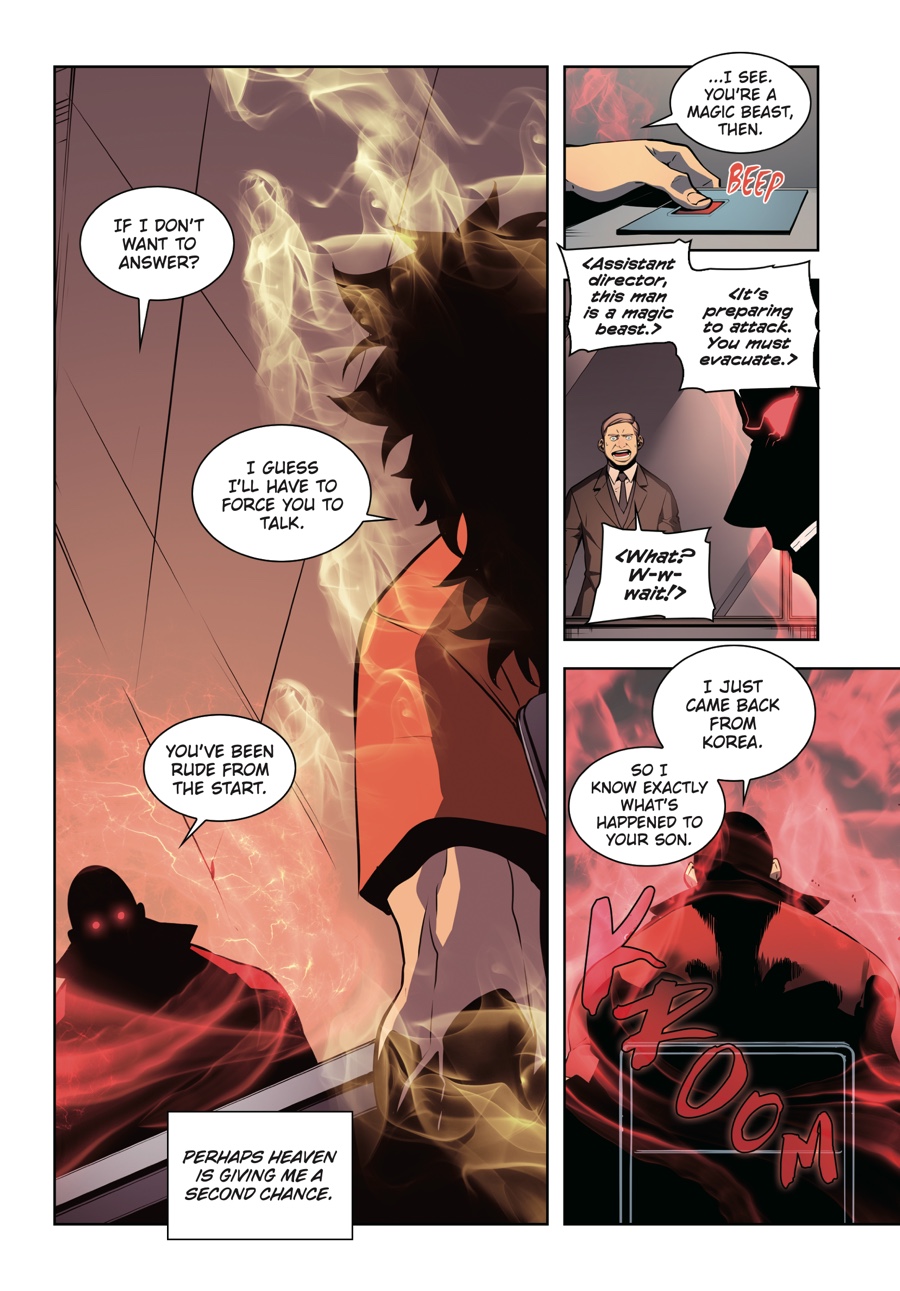 IF I DON'T
WANT TO
ANSWER?
I GUESS
I'LL HAVE TO
FORCE YOU TO
TALK.
YOU'VE BEEN
RUDE FROM
THE START.
PERHAPS HEAVEN
IS GIVING ME A
SECOND CHANCE.
...I SEE.
YOU'RE A
MAGIC BEAST,
THEN.
BEEP
<Assistant
director,
this man
is a magic
beast.>
<It's
preparing
to attack.
You must
evacuate.>
<What?
W-w-
wait!>
I JUST
CAME BACK
FROM
KOREA.
SO I
KNOW EXACTLY
WHAT'S
HAPPENED TO
YOUR SON.
KROOM